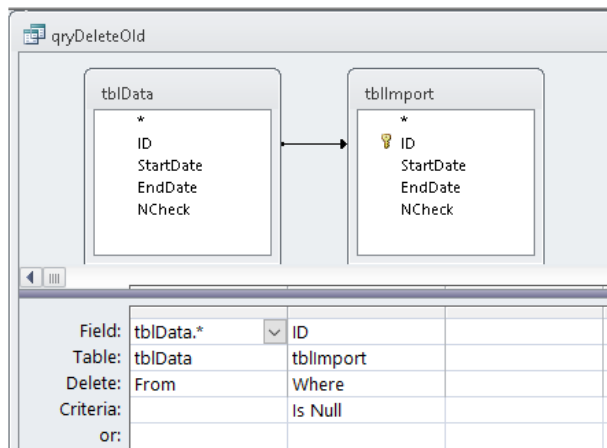 qryDeleteOld
tblData
*
ID
StartDate
EndDate
NCheck
tblImport
*
ID
StartDate
EndDate
NCheck
Field: tblData.* ID
Table: tblData tblImport
Delete: From Where
Criteria: Is Null
or: